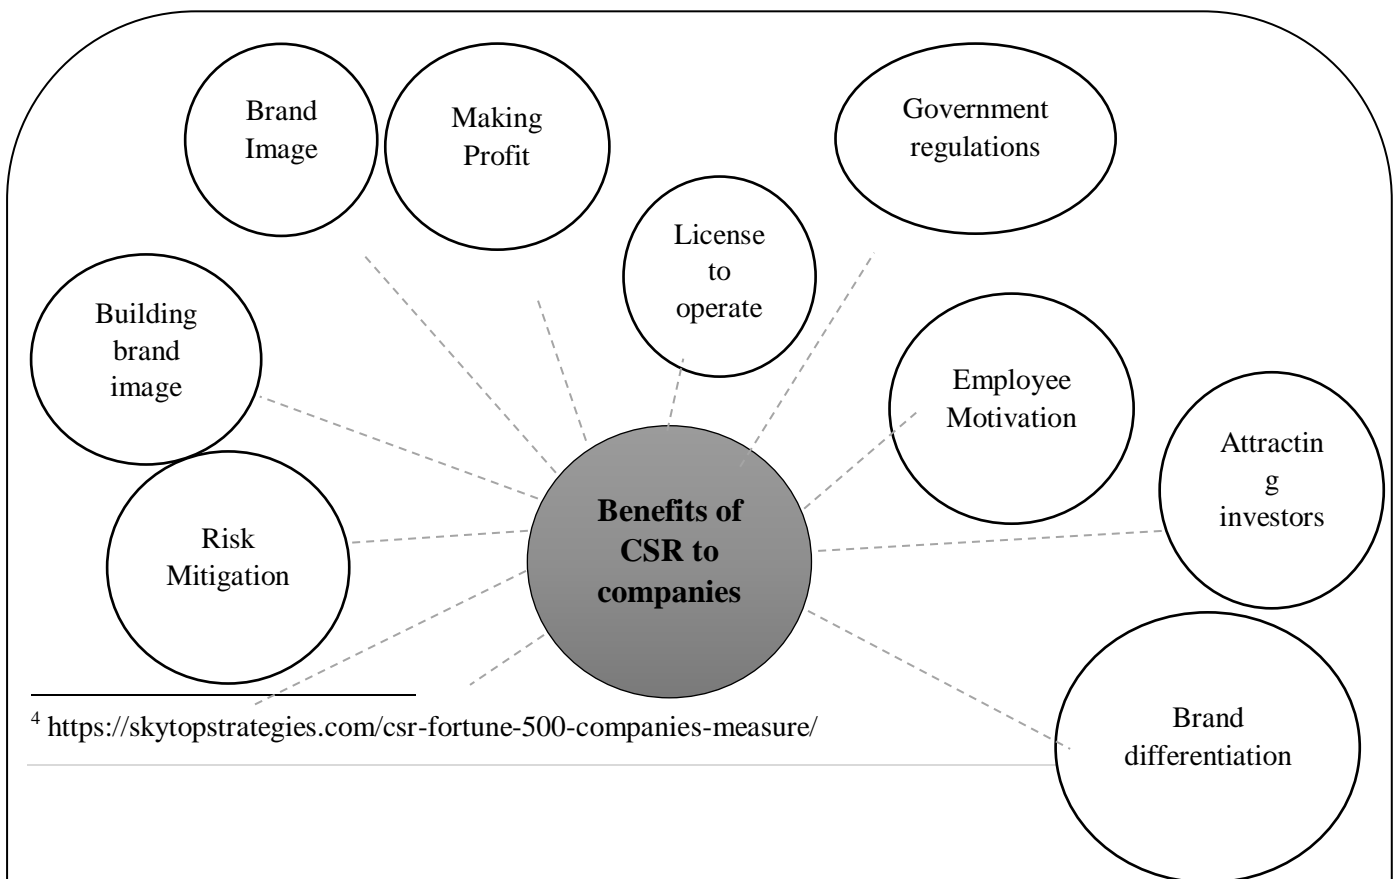 Brand
Image
Making
Profit
Government
regulations
License
to
operate
Building
brand
image
Employee
Motivation
Attractin
g
investors
Benefits of
CSR to
companies
Risk
Mitigation
Brand
differentiation
4 https://skytopstrategies.com/csr-fortune-500-companies-measure/